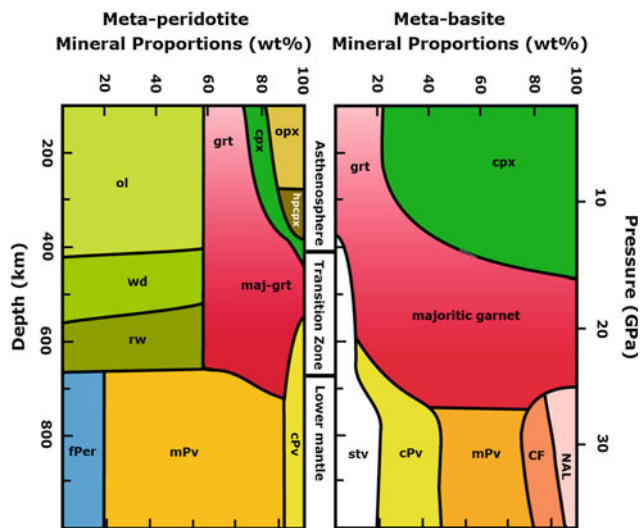 Meta-peridotite
Mineral Proportions (wt%)
Meta-basite
Mineral Proportions (wt%)
20
40
60
80
100
20
40
60
80
100
Depth (km)
200
400
600
800
Pressure (GPa)
10
20
30
ol
wd
rw
fPer
mPv
grt
cpx
opx
hpcpx
maj-grt
cPv
Asthenosphere
Transition Zone
Lower mantle
grt
cpx
majoritic garnet
stv
cPv
mPv
CF
NAL